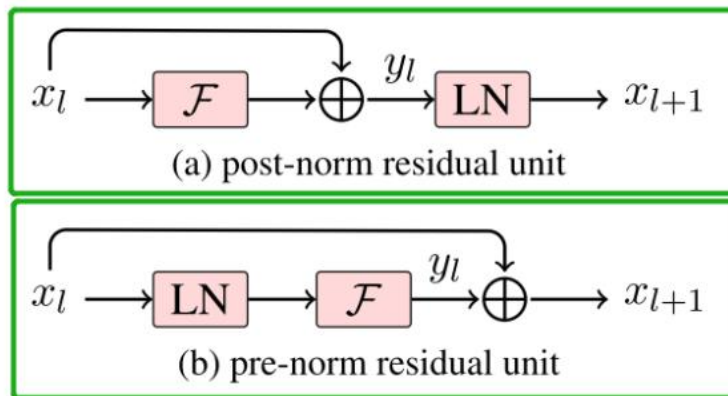 x_l F ⊕ y_l LN x_{l+1}
(a) post-norm residual unit
x_l LN F y_l ⊕ x_{l+1}
(b) pre-norm residual unit